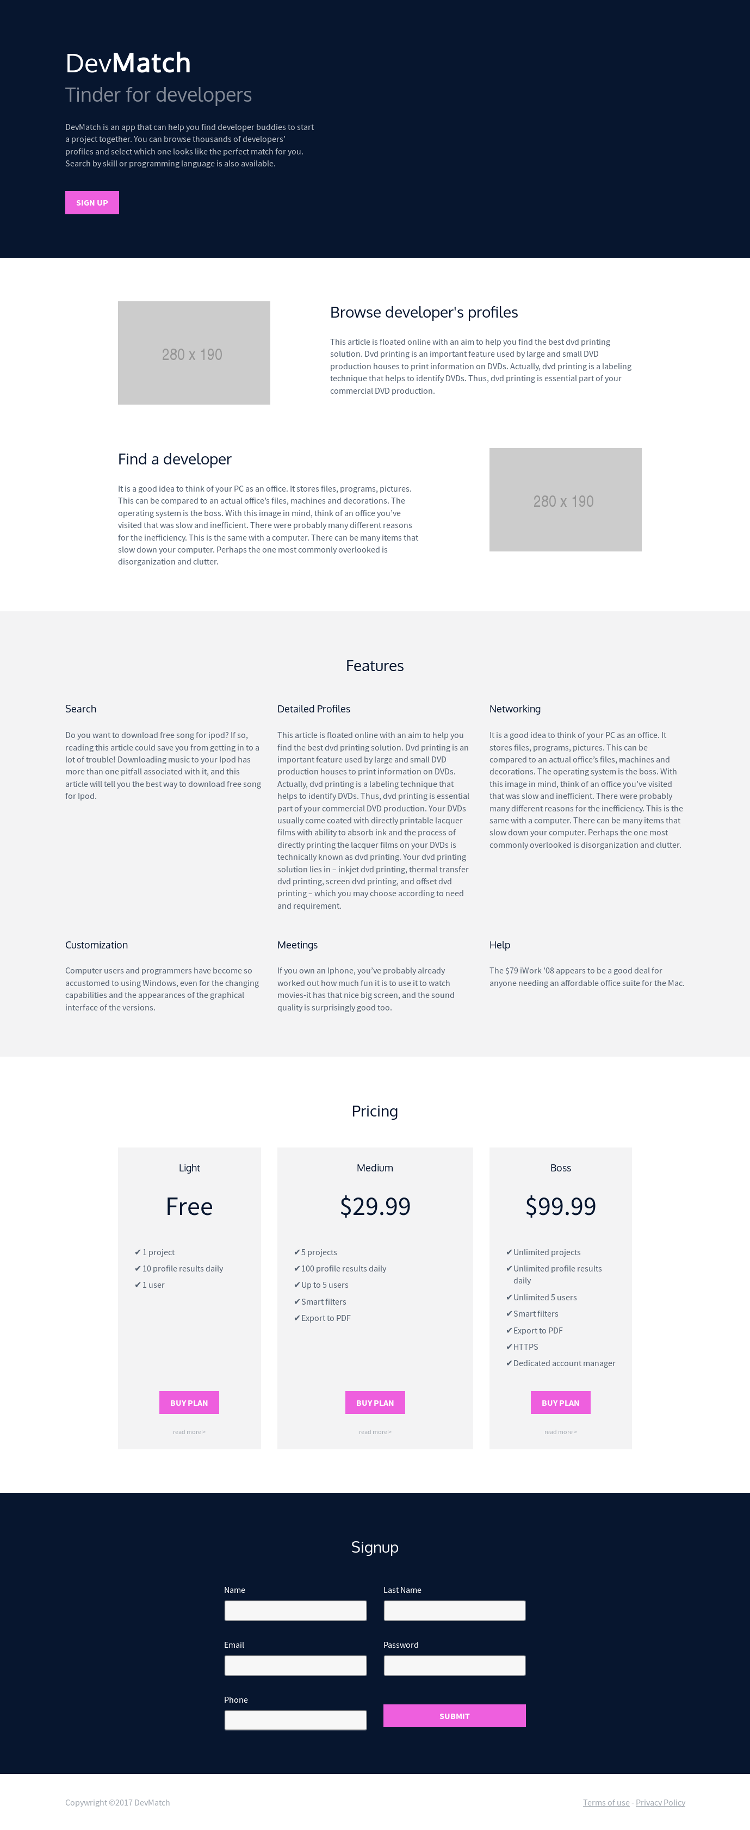 DevMatch
Tinder for developers
DevMatch is an app that can help you find developer buddies to start
a project together. You can browse thousands of developers'
profiles and select which one looks like the perfect match for you.
Search by skill or programming language is also available.
SIGN UP
280 x 190
Browse developer's profiles
This article is floated online with an aim to help you find the best dvd printing
solution. Dvd printing is an important feature used by large and small DVD
production houses to print information on DVDs. Actually, dvd printing is a labeling
technique that helps to identify DVDs. Thus, dvd printing is essential part of your
commercial DVD production.
Find a developer
It is a good idea to think of your PC as an office. It stores files, programs, pictures.
This can be compared to an actual office's files, machines and decorations. The
operating system is the boss. With this image in mind, think of an office you've
visited that was slow and inefficient. There were probably many different reasons
for the inefficiency. This is the same with a computer. There can be many items that
slow down your computer. Perhaps the one most commonly overlooked is
disorganization and clutter.
280 x 190
Features
Search
Do you want to download free song for ipod? If so,
reading this article could save you from getting in to a
lot of trouble! Downloading music to your Ipod has
more than one pitfall associated with it, and this
article will tell you the best way to download free song
for Ipod.
Detailed Profiles
This article is floated online with an aim to help you
find the best dvd printing solution. Dvd printing is an
important feature used by large and small DVD
production houses to print information on DVDs.
Actually, dvd printing is a labeling technique that
helps to identify DVDs. Thus, dvd printing is essential
part of your commercial DVD production. Your DVDs
usually come coated with directly printable lacquer
films with ability to absorb ink and the process of
directly printing the lacquer films on your DVDs is
technically known as dvd printing. Your dvd printing
solution lies in – inkjet dvd printing, thermal transfer
dvd printing, screen dvd printing, and offset dvd
printing – which you may choose according to need
and requirement.
Networking
It is a good idea to think of your PC as an office. It
stores files, programs, pictures. This can be
compared to an actual office's files, machines and
decorations. The operating system is the boss. With
this image in mind, think of an office you've visited
that was slow and inefficient. There were probably
many different reasons for the inefficiency. This is the
same with a computer. There can be many items that
slow down your computer. Perhaps the one most
commonly overlooked is disorganization and clutter.
Customization
Computer users and programmers have become so
accustomed to using Windows, even for the changing
capabilities and the appearances of the graphical
interface of the versions.
Meetings
If you own an Iphone, you've probably already
worked out how much fun it is to use it to watch
movies-it has that nice big screen, and the sound
quality is surprisingly good too.
Help
The $79 iWork '08 appears to be a good deal for
anyone needing an affordable office suite for the Mac.
Pricing
Light
Free
✔ 1 project
✔ 10 profile results daily
✔ 1 user
BUY PLAN
read more >
Medium
$29.99
✔ 5 projects
✔ 100 profile results daily
✔ Up to 5 users
✔ Smart filters
✔ Export to PDF
BUY PLAN
read more >
Boss
$99.99
✔ Unlimited projects
✔ Unlimited profile results
daily
✔ Unlimited 5 users
✔ Smart filters
✔ Export to PDF
✔ HTTPS
✔ Dedicated account manager
BUY PLAN
read more >
Signup
Name
Last Name
Email
Password
Phone
SUBMIT
Copywright ©2017 DevMatch
Terms of use - Privacy Policy